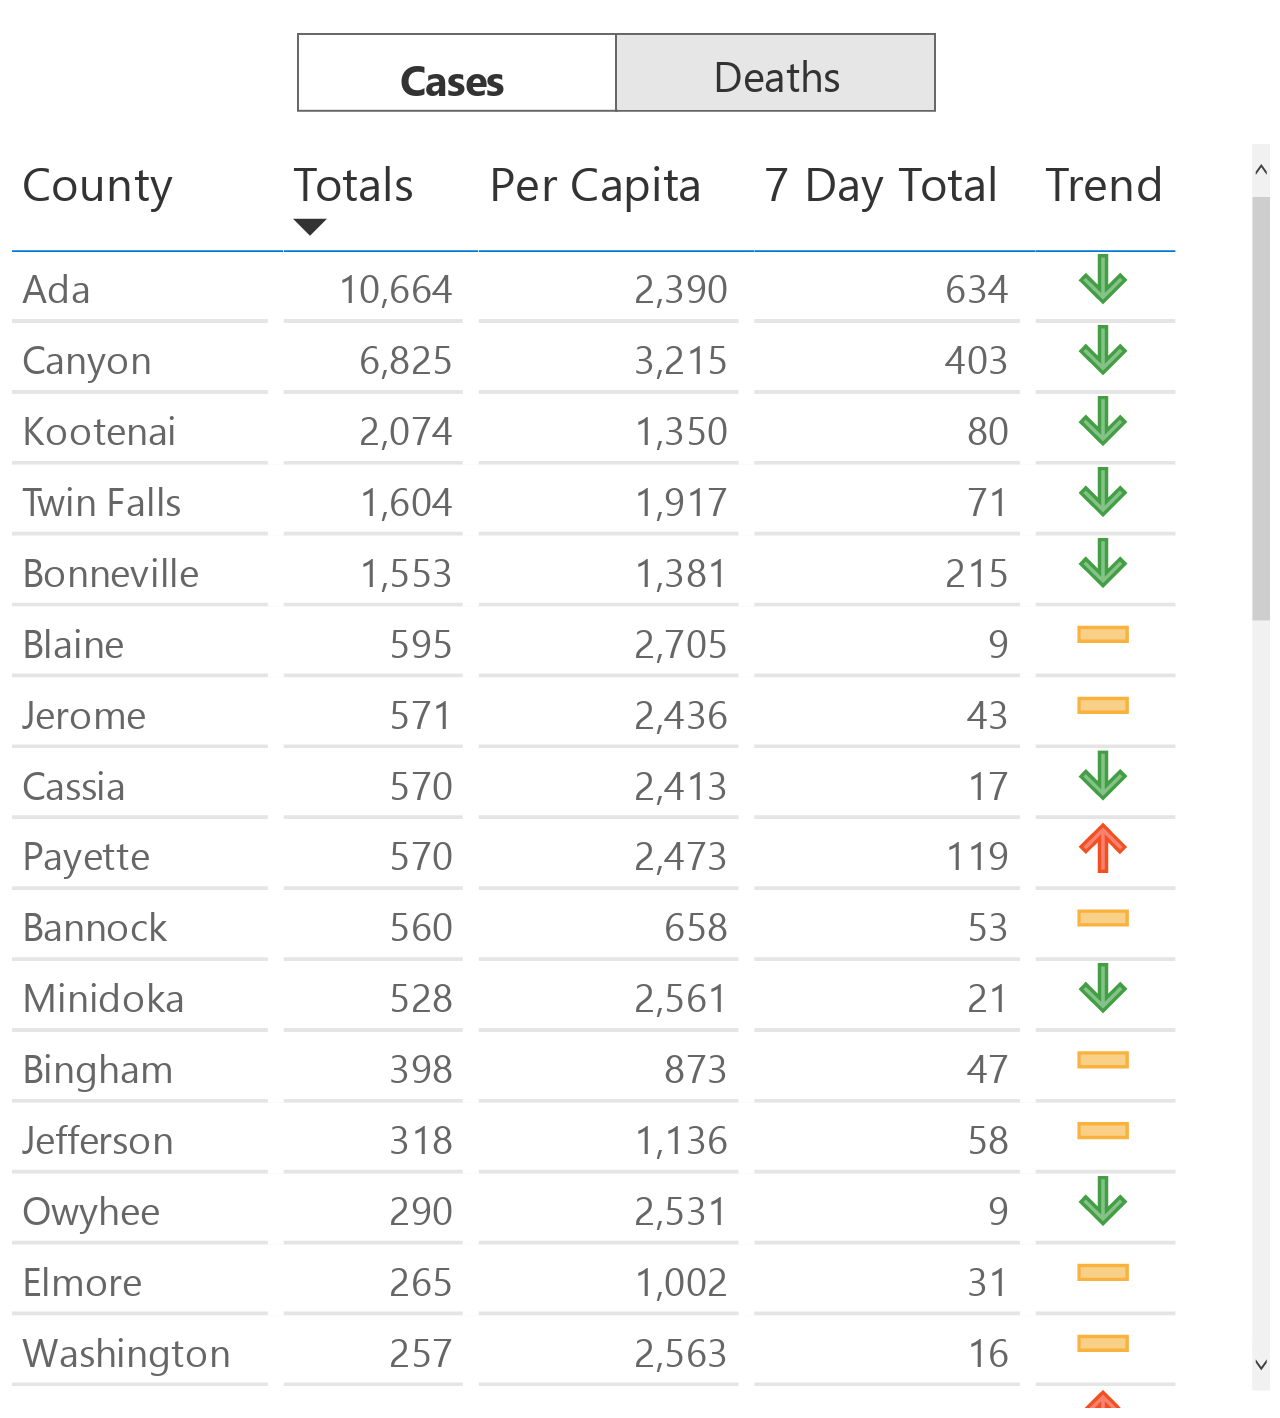 Cases Deaths
County Totals Per Capita 7 Day Total Trend
Ada 10,664 2,390 634
Canyon 6,825 3,215 403
Kootenai 2,074 1,350 80
Twin Falls 1,604 1,917 71
Bonneville 1,553 1,381 215
Blaine 595 2,705 9
Jerome 571 2,436 43
Cassia 570 2,413 17
Payette 570 2,473 119
Bannock 560 658 53
Minidoka 528 2,561 21
Bingham 398 873 47
Jefferson 318 1,136 58
Owyhee 290 2,531 9
Elmore 265 1,002 31
Washington 257 2,563 16